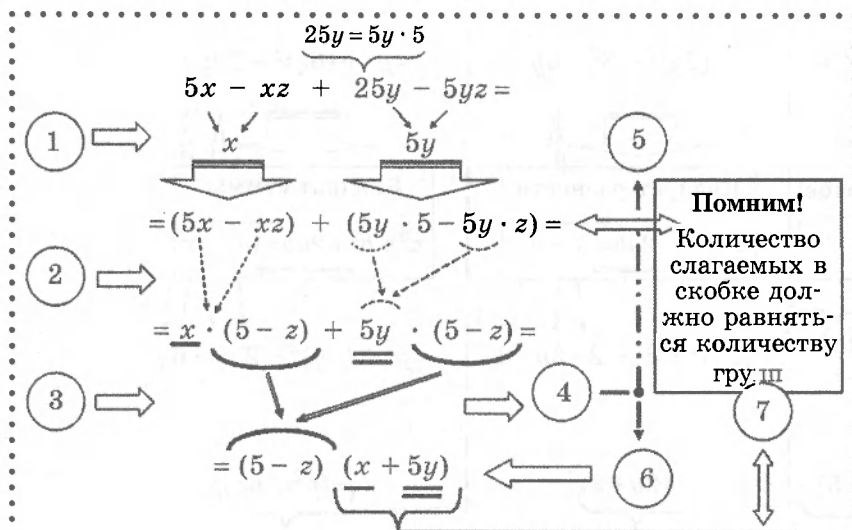 25y = 5y · 5
5x − xz + 25y − 5yz =
1
x 5y
5
= (5x − xz) + (5y · 5 − 5y · z) =
Помним!
Количество
слагаемых в
скобке дол-
жно равнять-
ся количеству
групп
2
= x · (5 − z) + 5y · (5 − z) =
3
4
7
= (5 − z) (x + 5y)
6